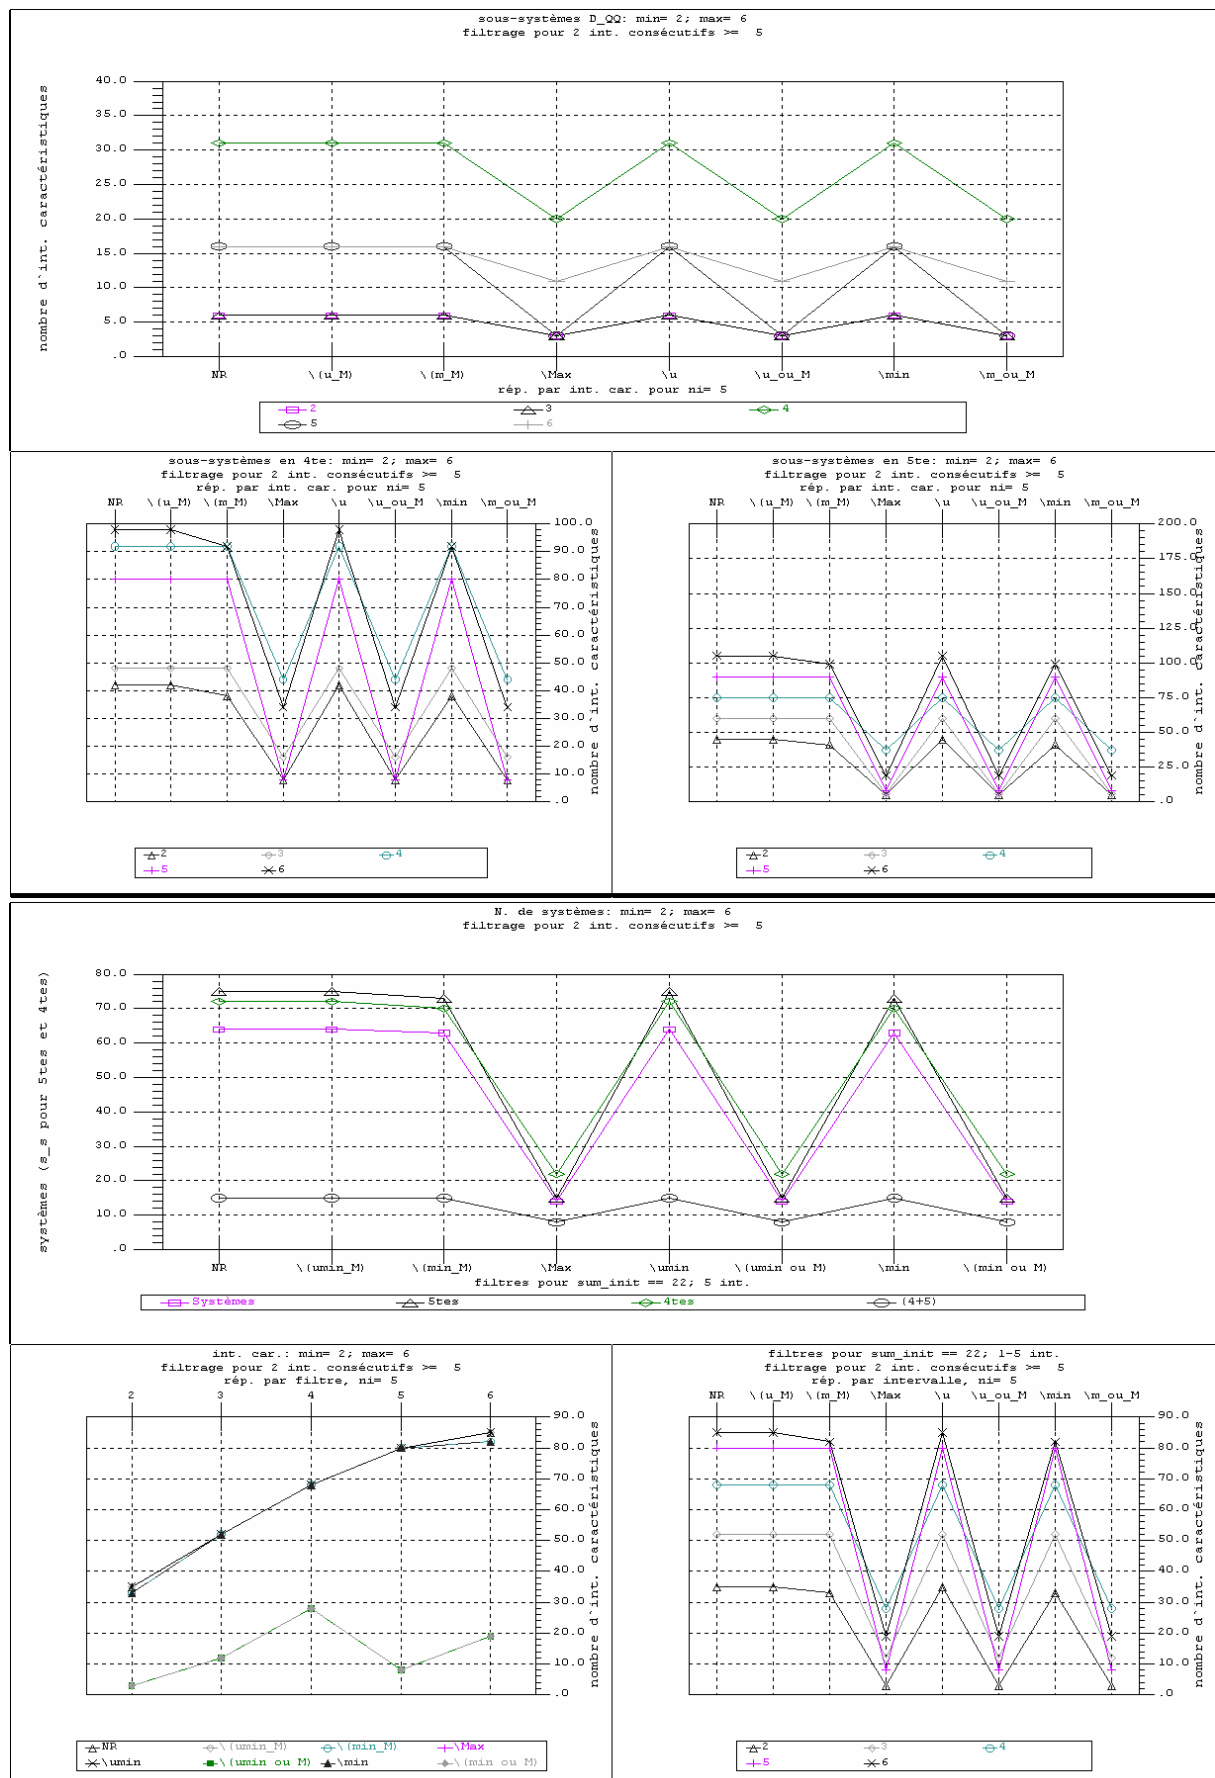 sous-systèmes D_QQ: min= 2; max= 6
filtrage pour 2 int. consécutifs >=  5
nombre d`int. caractéristiques
40.0
35.0
30.0
25.0
20.0
15.0
10.0
5.0
.0
NR \(u_M) \(m_M) \Max \u \u_ou_M \min \m_ou_M
rép. par int. car. pour ni= 5
2 3 4
5 6
sous-systèmes en 4te: min= 2; max= 6
filtrage pour 2 int. consécutifs >=  5
rép. par int. car. pour ni= 5
NR \(u_M) \(m_M) \Max \u \u_ou_M \min \m_ou_M
100.0
90.0
80.0
70.0
60.0
50.0
40.0
30.0
20.0
10.0
.0
nombre d`int. caractéristiques
2 3 4
5 6
sous-systèmes en 5te: min= 2; max= 6
filtrage pour 2 int. consécutifs >=  5
rép. par int. car. pour ni= 5
NR \(u_M) \(m_M) \Max \u \u_ou_M \min \m_ou_M
200.0
175.0
150.0
125.0
100.0
75.0
50.0
25.0
.0
nombre d`int. caractéristiques
2 3 4
5 6
N. de systèmes: min= 2; max= 6
filtrage pour 2 int. consécutifs >=  5
systèmes (s_s pour 5tes et 4tes)
80.0
70.0
60.0
50.0
40.0
30.0
20.0
10.0
.0
NR \(umin_M) \(min_M) \Max \umin \(umin ou M) \min \(min ou M)
filtres pour sum_init == 22; 5 int.
Systèmes 5tes 4tes (4+5)
int. car.: min= 2; max= 6
filtrage pour 2 int. consécutifs >=  5
rép. par filtre, ni= 5
2 3 4 5 6
90.0
80.0
70.0
60.0
50.0
40.0
30.0
20.0
10.0
.0
nombre d`int. caractéristiques
NR \(umin_M) \(min_M) \Max
\umin \(umin ou M) \min \(min ou M)
filtres pour sum_init == 22; 1-5 int.
filtrage pour 2 int. consécutifs >=  5
rép. par intervalle, ni= 5
NR \(u_M) \(m_M) \Max \u \u_ou_M \min \m_ou_M
90.0
80.0
70.0
60.0
50.0
40.0
30.0
20.0
10.0
.0
nombre d`int. caractéristiques
2 3 4
5 6